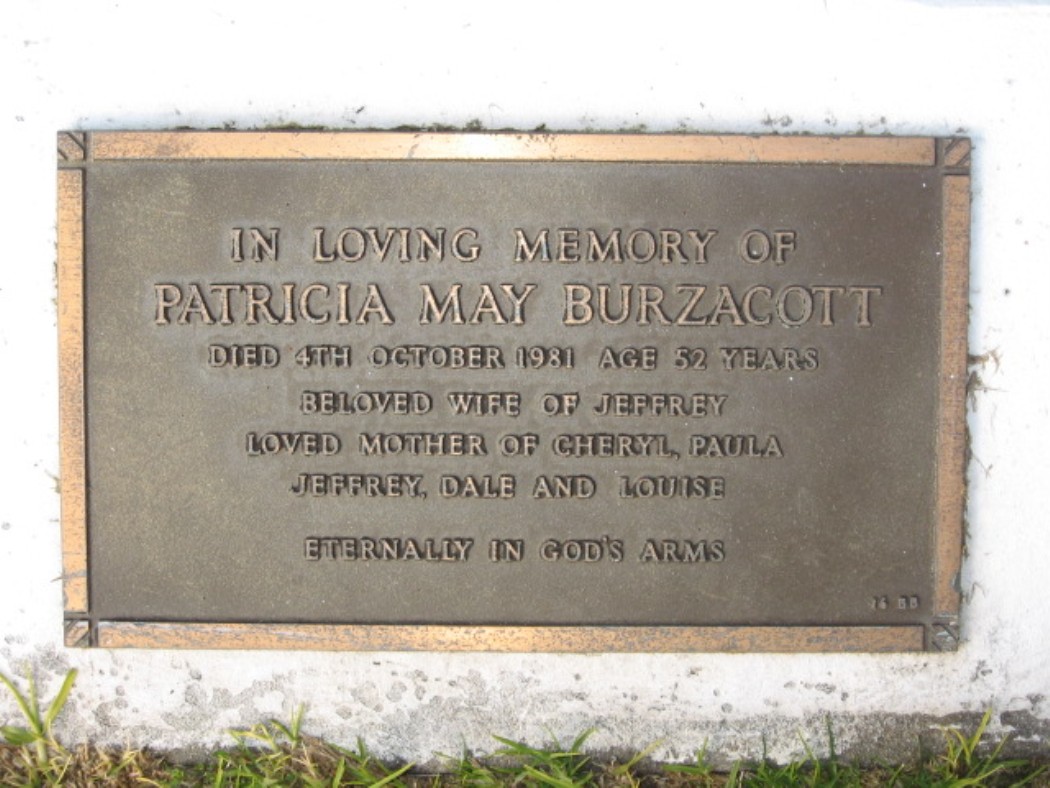 IN LOVING MEMORY OF
PATRICIA MAY BURZACOTT
DIED 4TH OCTOBER 1981 AGE 52 YEARS
BELOVED WIFE OF JEFFREY
LOVED MOTHER OF CHERYL, PAULA
JEFFREY, DALE AND LOUISE
ETERNALLY IN GOD'S ARMS